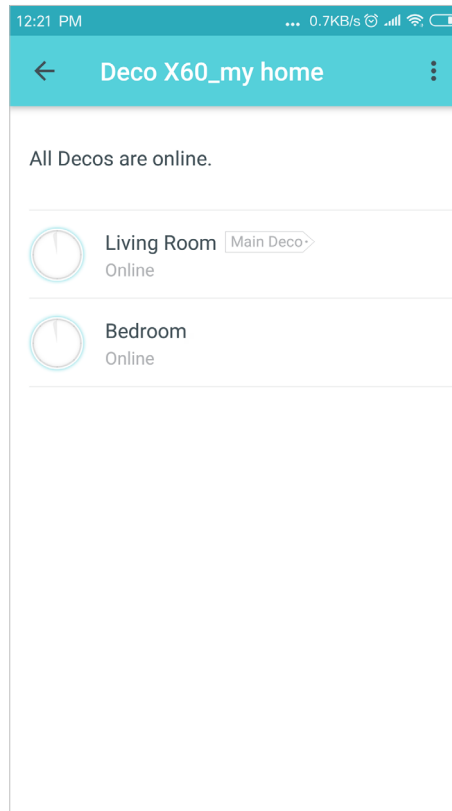 12:21 PM ... 0.7KB/s
Deco X60_my home
All Decos are online.
Living Room Main Deco
Online
Bedroom
Online